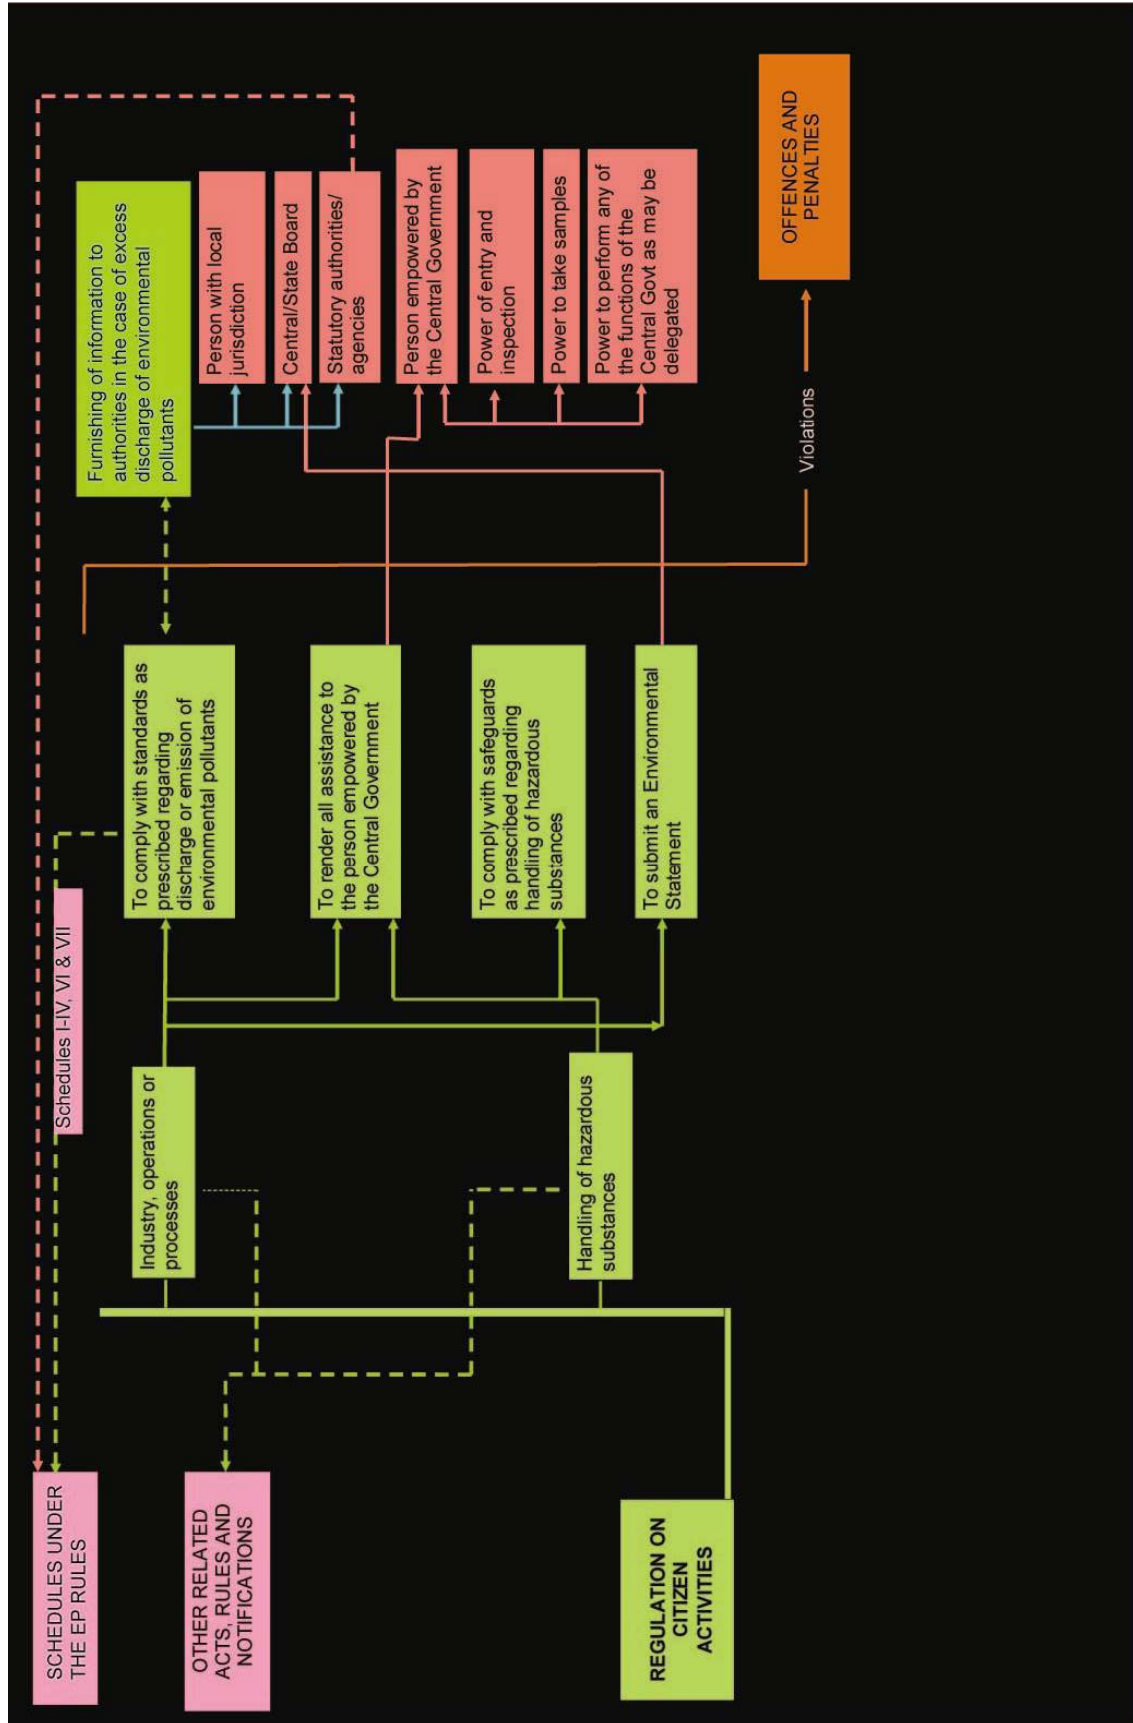 SCHEDULES UNDER
THE EP RULES
Schedules I-IV, VI & VII
OTHER RELATED
ACTS, RULES AND
NOTIFICATIONS
REGULATION ON
CITIZEN
ACTIVITIES
Industry, operations or
processes
Handling of hazardous
substances
To comply with standards as
prescribed regarding
discharge or emission of
environmental pollutants
To render all assistance to
the person empowered by
the Central Government
To comply with safeguards
as prescribed regarding
handling of hazardous
substances
To submit an Environmental
Statement
Furnishing of information to
authorities in the case of excess
discharge of environmental
pollutants
Person with local
jurisdiction
Central/State Board
Statutory authorities/
agencies
Person empowered by
the Central Government
Power of entry and
inspection
Power to take samples
Power to perform any of
the functions of the
Central Govt as may be
delegated
Violations
OFFENCES AND
PENALTIES